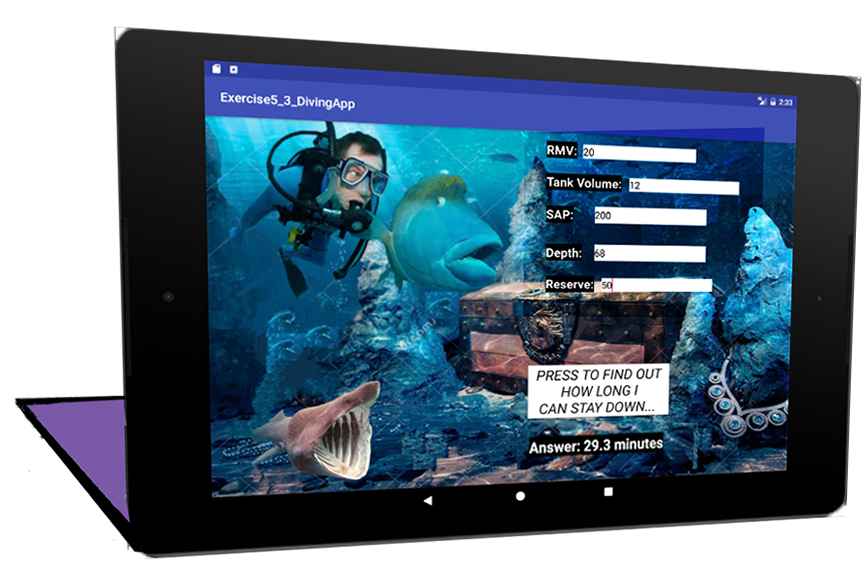 2:33
Exercise5_3_DivingApp
RMV: 20
Tank Volume: 12
SAP: 200
Depth: 68
Reserve: 50
PRESS TO FIND OUT
HOW LONG I
CAN STAY DOWN...
Answer: 29.3 minutes